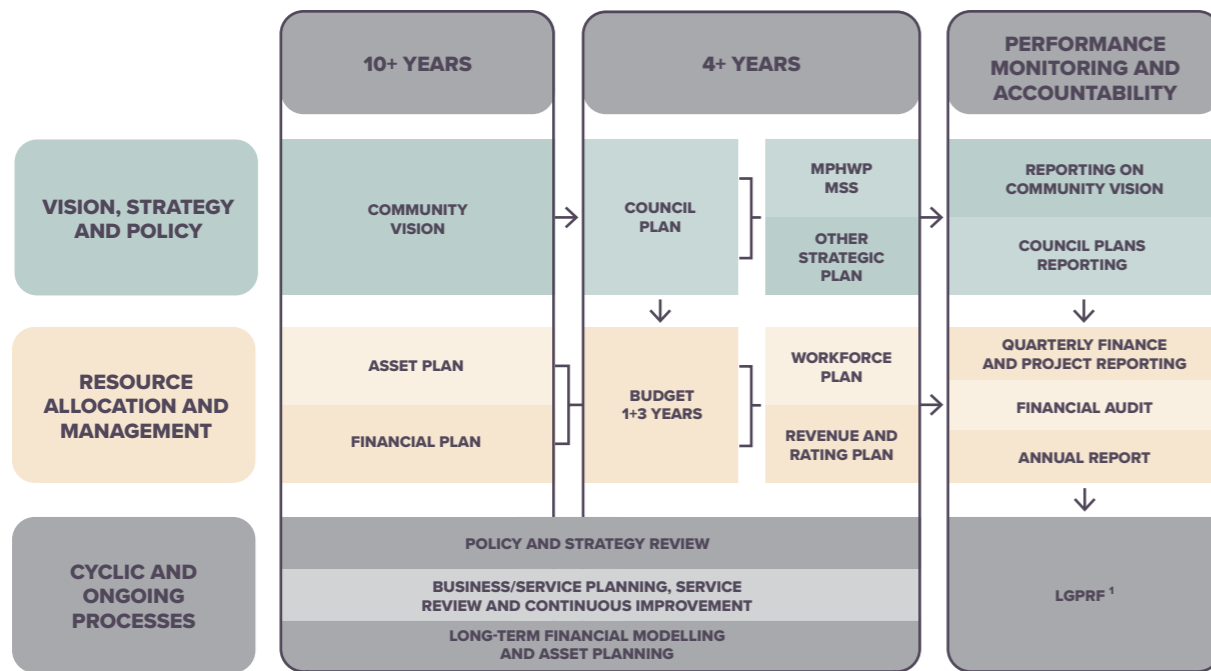 10+ YEARS
4+ YEARS
PERFORMANCE
MONITORING AND
ACCOUNTABILITY
VISION, STRATEGY
AND POLICY
COMMUNITY
VISION
COUNCIL
PLAN
MPHWP
MSS
OTHER
STRATEGIC
PLAN
REPORTING ON
COMMUNITY VISION
COUNCIL PLANS
REPORTING
RESOURCE
ALLOCATION AND
MANAGEMENT
ASSET PLAN
FINANCIAL PLAN
BUDGET
1+3 YEARS
WORKFORCE
PLAN
REVENUE AND
RATING PLAN
QUARTERLY FINANCE
AND PROJECT REPORTING
FINANCIAL AUDIT
ANNUAL REPORT
CYCLIC AND
ONGOING
PROCESSES
POLICY AND STRATEGY REVIEW
BUSINESS/SERVICE PLANNING, SERVICE
REVIEW AND CONTINUOUS IMPROVEMENT
LONG-TERM FINANCIAL MODELLING
AND ASSET PLANNING
LGPRF ¹